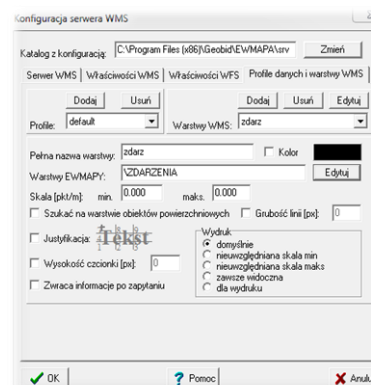 Konfiguracja serwera WMS
Katalog z konfiguracją: C:\Program Files (x86)\Geobid\EWMAPA\srv Zmień
Serwer WMS Właściwości WMS Właściwości WFS Profile danych i warstwy WMS
Dodaj Usuń Dodaj Usuń Edytuj
Profile: default Warstwy WMS: zdarz
Pełna nazwa warstwy: zdarz Kolor
Warstwy EWMAPY: \ZDARZENIA Edytuj
Skala [pkt/m]: min. 0.000 maks. 0.000
Szukać na warstwie obiektów powierzchniowych Grubość linii [px]: 0
Justyfikacja: Tekst
Wydruk
domyślnie
nieuwzględniana skala min
nieuwzględniana skala maks
zawsze widoczna
dla wydruku
Wysokość czcionki [px]: 0
Zwraca informacje po zapytaniu
OK Pomoc Anulu